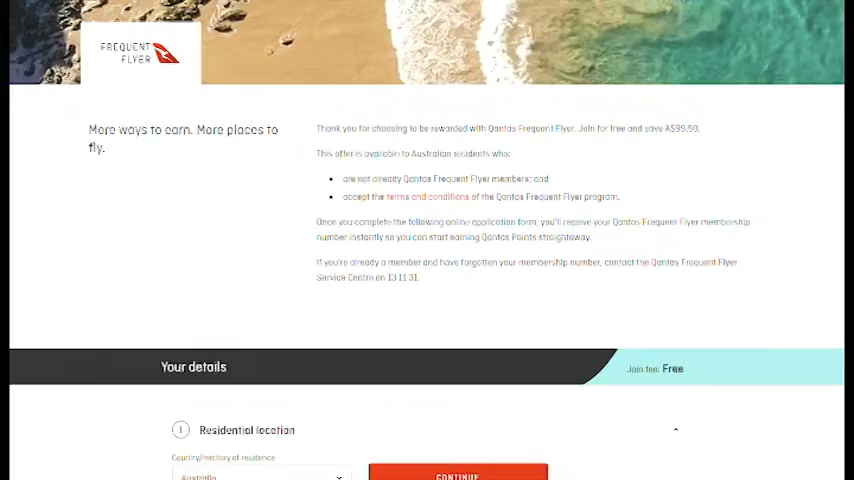 FREQUENT
FLYER
More ways to earn. More places to
fly.
Thank you for choosing to be rewarded with Qantas Frequent Flyer. Join for free and save A$99.50.
This offer is available to Australian residents who:
are not already Qantas Frequent Flyer members; and
accept the terms and conditions of the Qantas Frequent Flyer program.
Once you complete the following online application form, you'll receive your Qantas Frequent Flyer membership
number instantly so you can start earning Qantas Points straightaway.
If you're already a member and have forgotten your membership number, contact the Qantas Frequent Flyer
Service Centre on 13 11 31.
Your details
Join fee: Free
1 Residential location
Country/territory of residence
Australia
CONTINUE